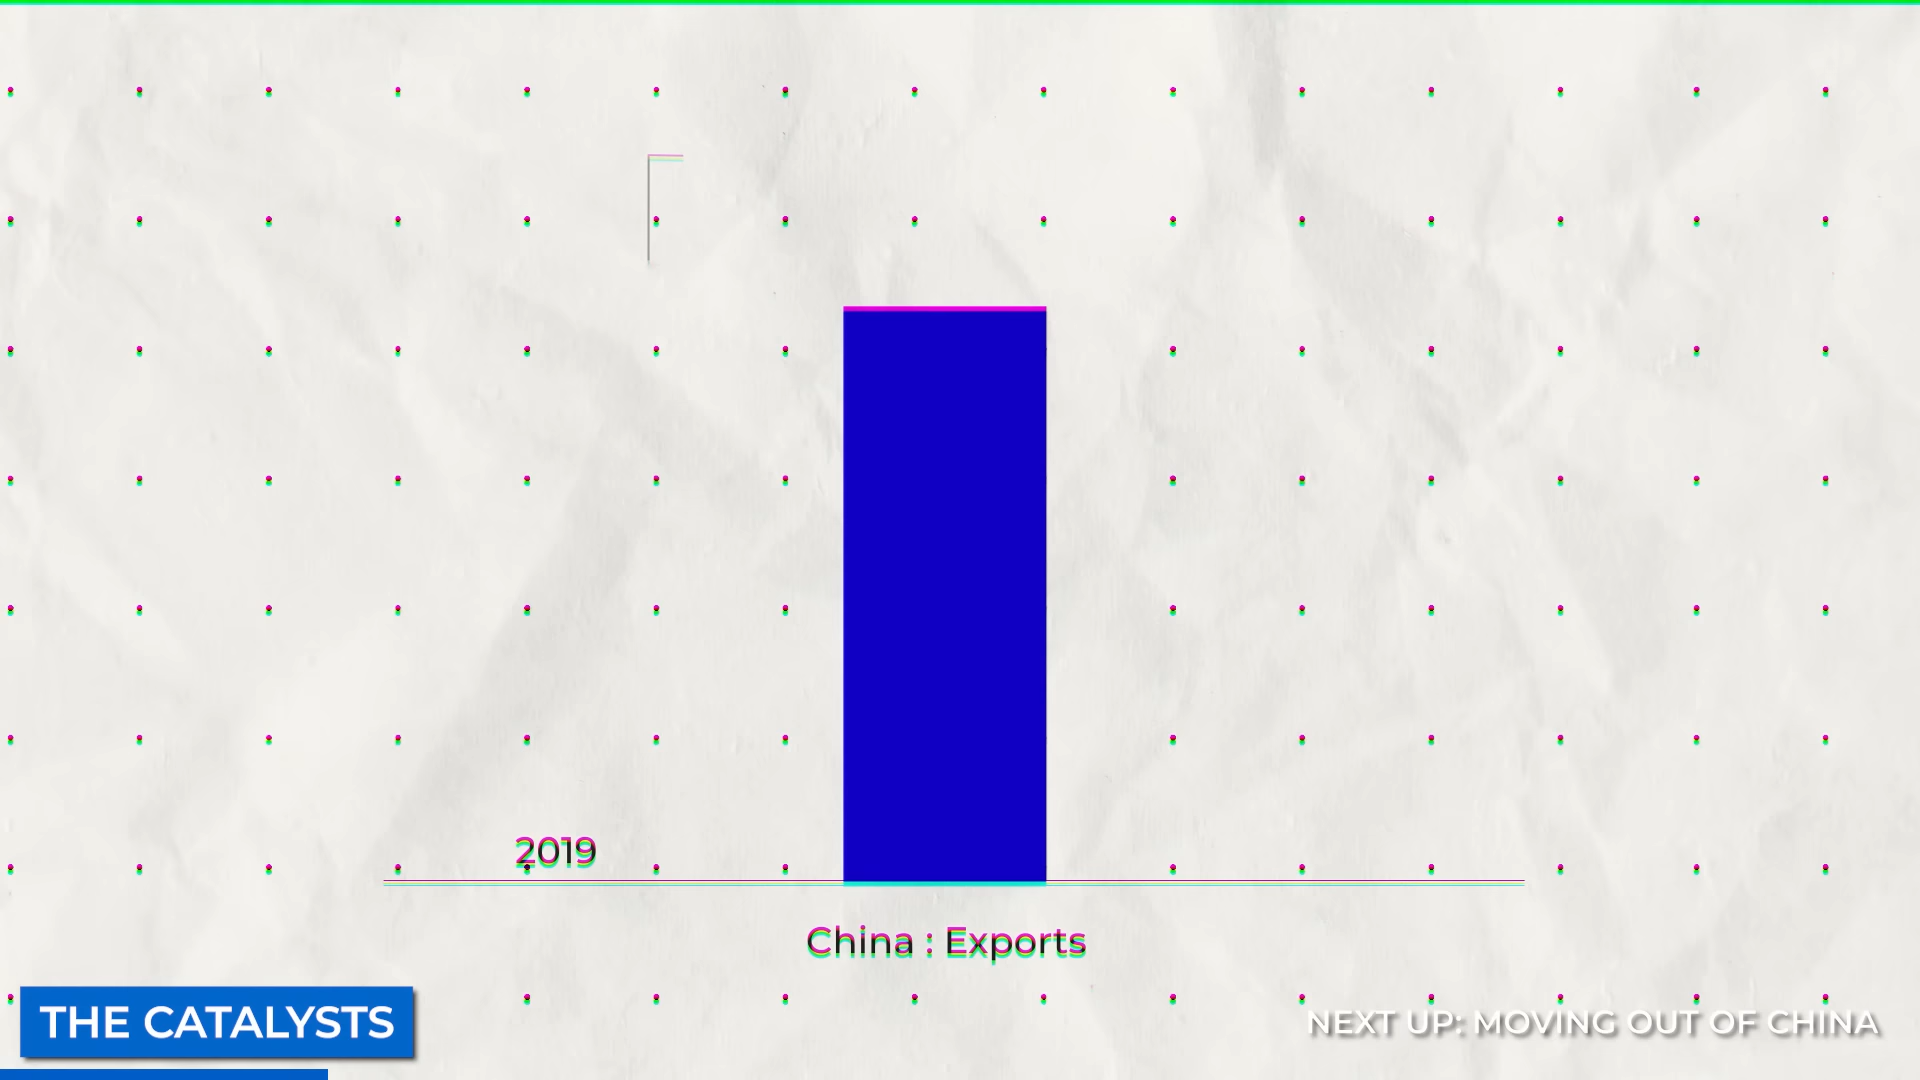 2019
China : Exports
THE CATALYSTS
NEXT UP: MOVING OUT OF CHINA